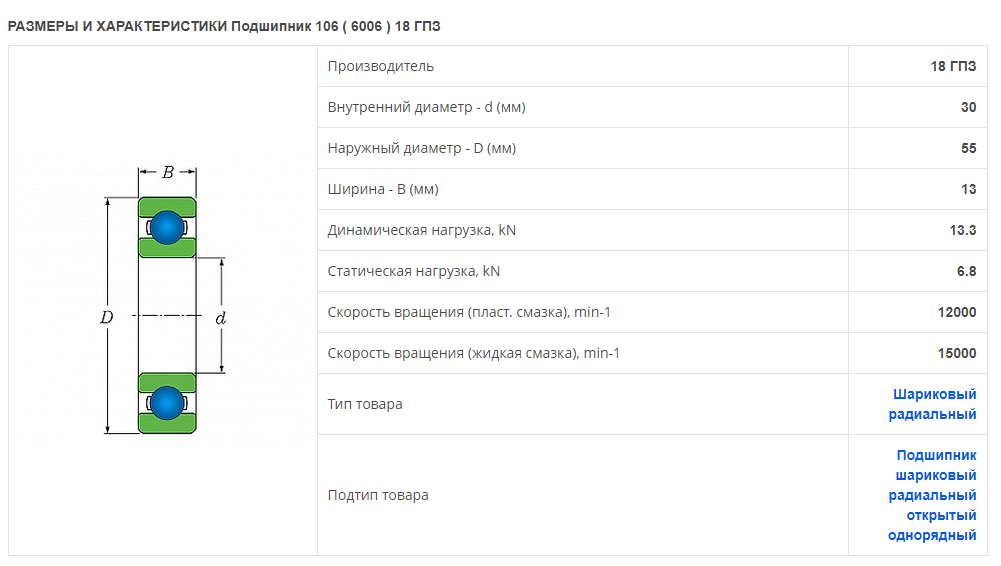 РАЗМЕРЫ И ХАРАКТЕРИСТИКИ Подшипник 106 ( 6006 ) 18 ГПЗ
B
D
d
Производитель 18 ГПЗ
Внутренний диаметр - d (мм) 30
Наружный диаметр - D (мм) 55
Ширина - B (мм) 13
Динамическая нагрузка, kN 13.3
Статическая нагрузка, kN 6.8
Скорость вращения (пласт. смазка), min-1 12000
Скорость вращения (жидкая смазка), min-1 15000
Тип товара
Шариковый
радиальный
Подтип товара
Подшипник
шариковый
радиальный
открытый
однорядный